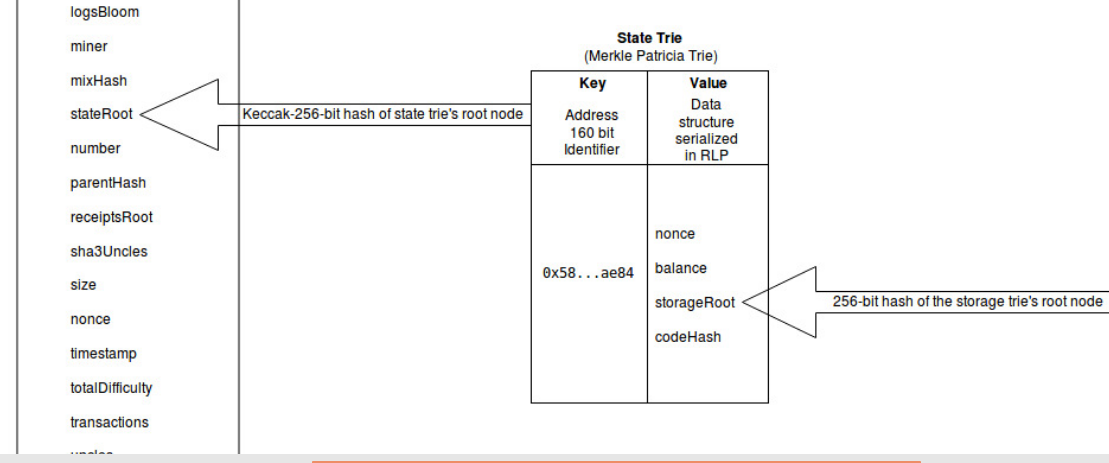 logsBloom
miner
mixHash
stateRoot
number
parentHash
receiptsRoot
sha3Uncles
size
nonce
timestamp
totalDifficulty
transactions
Keccak-256-bit hash of state trie's root node
State Trie
(Merkle Patricia Trie)
Key
Address
160 bit
Identifier
Value
Data
structure
serialized
in RLP
0x58...ae84
nonce
balance
storageRoot
codeHash
256-bit hash of the storage trie's root node